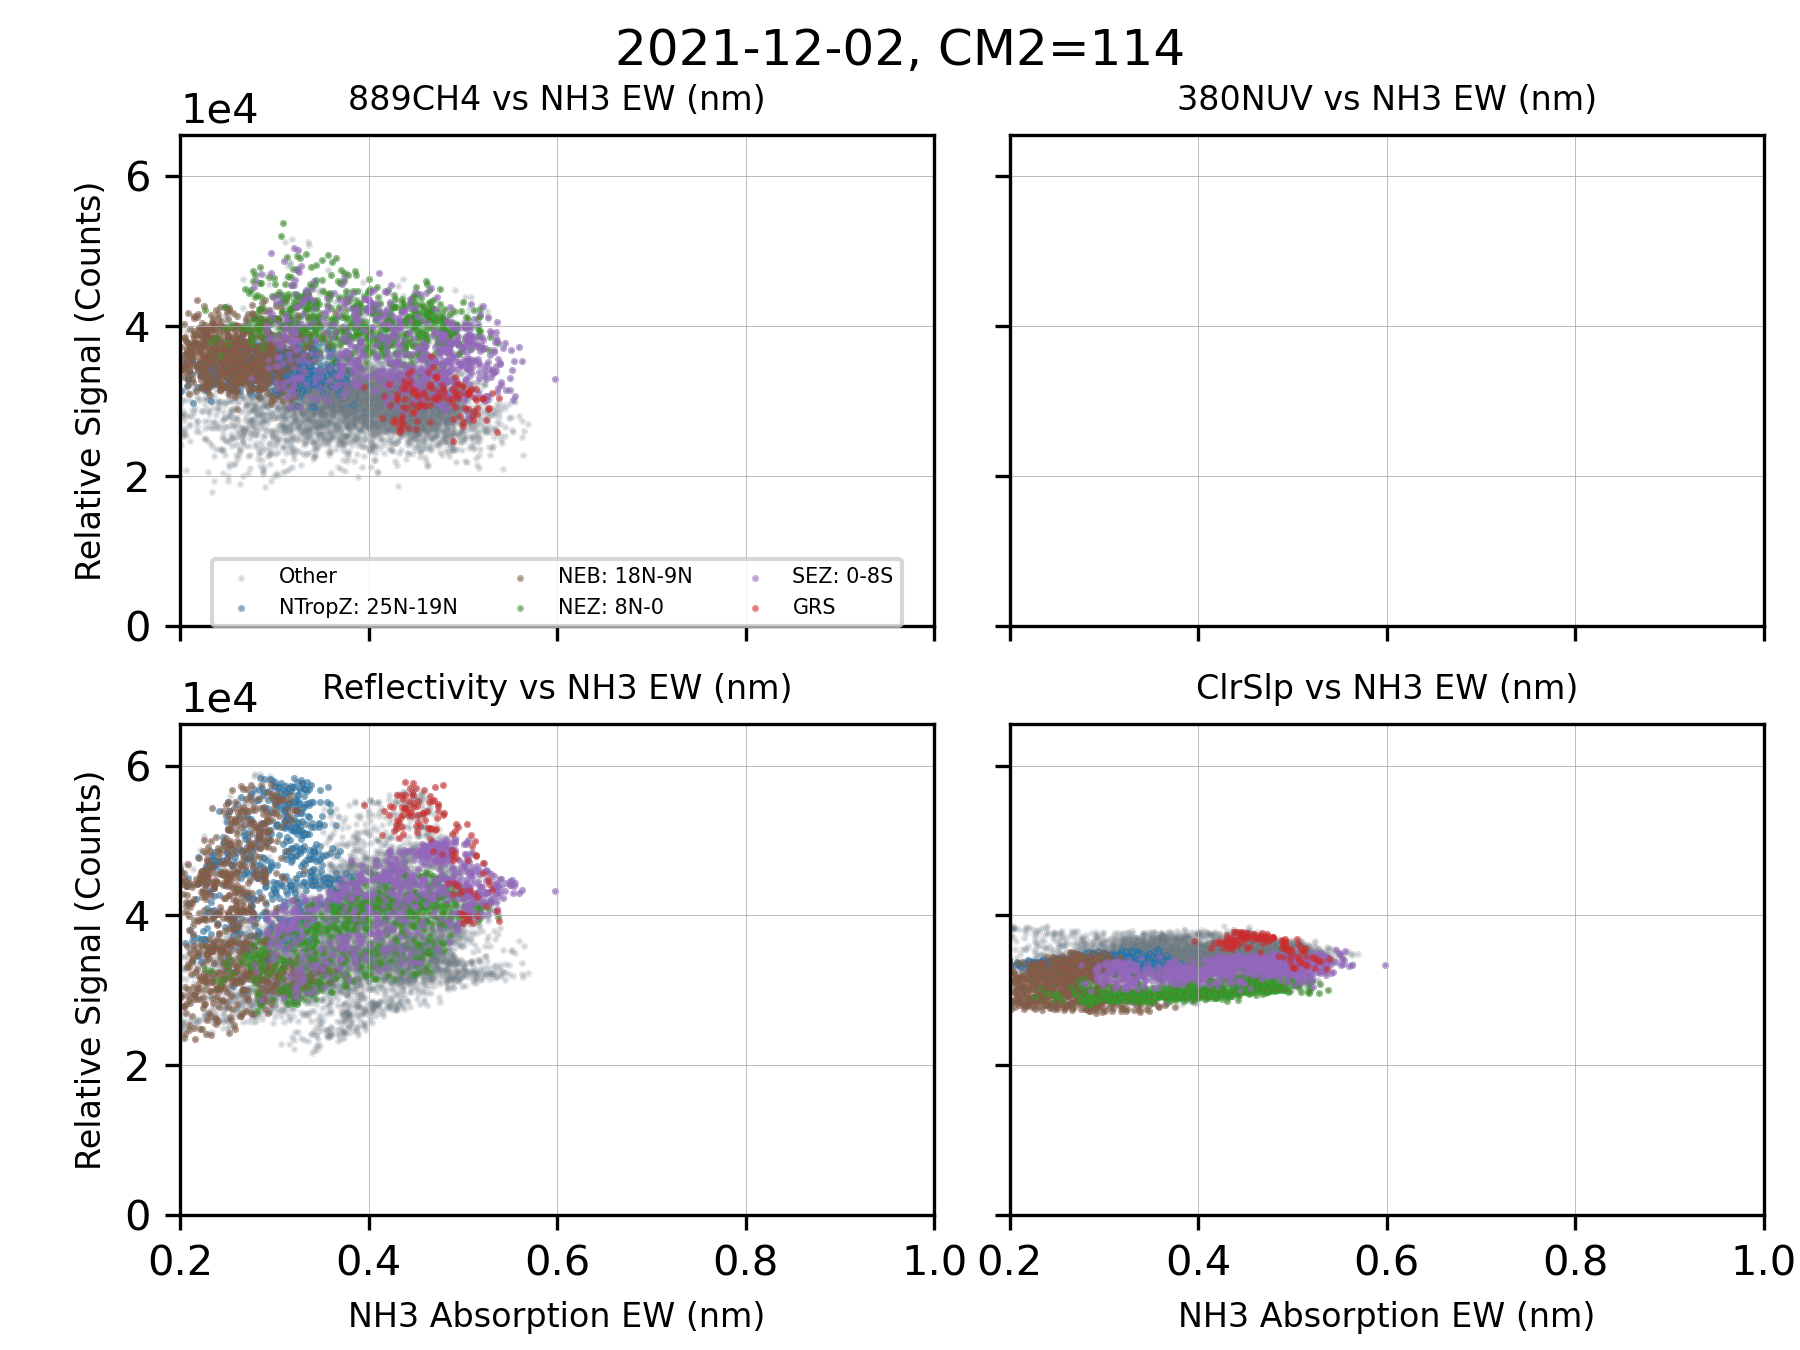 2021-12-02, CM2=114
889CH4 vs NH3 EW (nm)
380NUV vs NH3 EW (nm)
1e4
6
4
2
0
Relative Signal (Counts)
Other
NTropZ: 25N-19N
NEB: 18N-9N
NEZ: 8N-0
SEZ: 0-8S
GRS
Reflectivity vs NH3 EW (nm)
ClrSlp vs NH3 EW (nm)
1e4
6
4
2
0
Relative Signal (Counts)
0.2 0.4 0.6 0.8 1.0
0.2 0.4 0.6 0.8 1.0
NH3 Absorption EW (nm)
NH3 Absorption EW (nm)